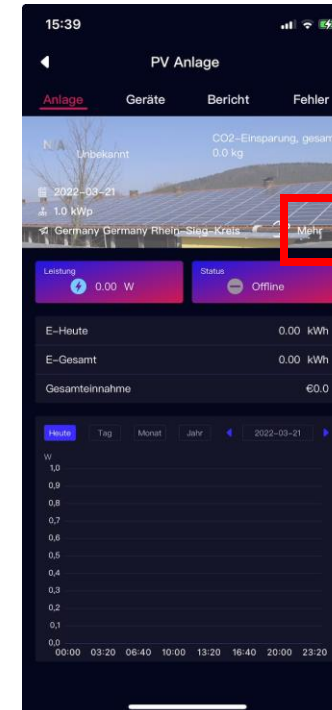 15:39
PV Anlage
Anlage Geräte Bericht Fehler
N/A Unbekannt
CO2-Einsparung, gesam
0.0 kg
2022-03-21
1.0 kWp
Germany Germany Rhein-Sieg-Kreis Mehr
Leistung Status
0.00 W Offline
E-Heute 0.00 kWh
E-Gesamt 0.00 kWh
Gesamteinnahme €0.0
Heute Tag Monat Jahr 2022-03-21
W
1,0
0,9
0,8
0,7
0,6
0,5
0,4
0,3
0,2
0,1
0,0
00:00 03:20 06:40 10:00 13:20 16:40 20:00 23:20